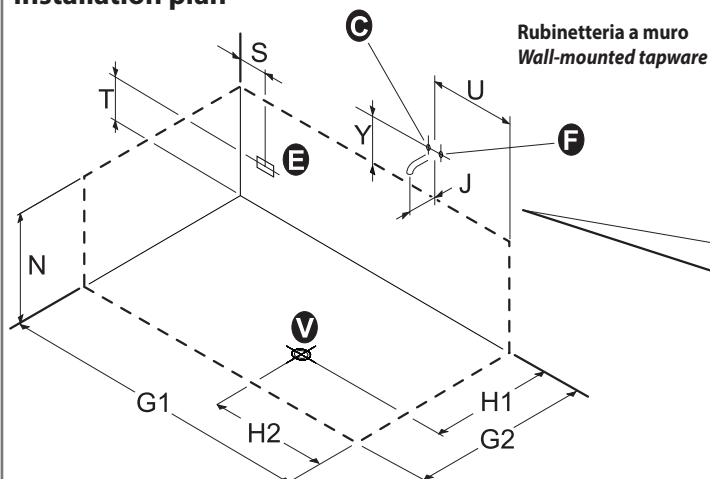 Installation plan
Rubinetteria a muro
Wall-mounted tapware
C
S
U
T
Y
F
E
J
N
V
G1
H1
H2
G2